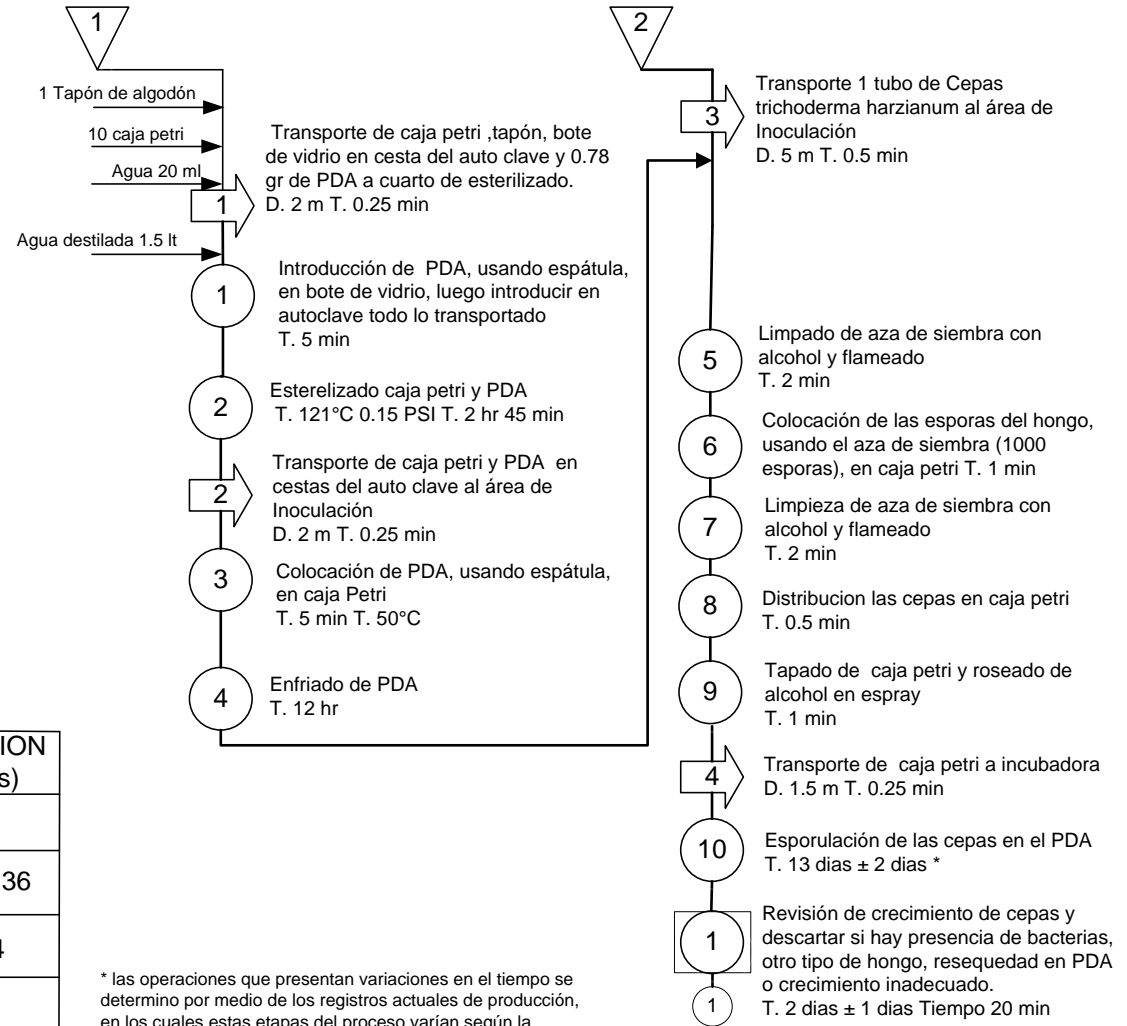 1
1 Tapón de algodón
10 caja petri
Agua 20 ml
1
Transporte de caja petri ,tapón, bote
de vidrio en cesta del auto clave y 0.78
gr de PDA a cuarto de esterilizado.
D. 2 m T. 0.25 min
Agua destilada 1.5 lt
1
Introducción de PDA, usando espátula,
en bote de vidrio, luego introducir en
autoclave todo lo transportado
T. 5 min
2
Esterelizado caja petri y PDA
T. 121°C 0.15 PSI T. 2 hr 45 min
2
Transporte de caja petri y PDA en
cestas del auto clave al área de
Inoculación
D. 2 m T. 0.25 min
3
Colocación de PDA, usando espátula,
en caja Petri
T. 5 min T. 50°C
4
Enfriado de PDA
T. 12 hr
2
3
Transporte 1 tubo de Cepas
trichoderma harzianum al área de
Inoculación
D. 5 m T. 0.5 min
5
Limpado de aza de siembra con
alcohol y flameado
T. 2 min
6
Colocación de las esporas del hongo,
usando el aza de siembra (1000
esporas), en caja petri T. 1 min
7
Limpieza de aza de siembra con
alcohol y flameado
T. 2 min
8
Distribucion las cepas en caja petri
T. 0.5 min
9
Tapado de caja petri y roseado de
alcohol en espray
T. 1 min
4
Transporte de caja petri a incubadora
D. 1.5 m T. 0.25 min
10
Esporulación de las cepas en el PDA
T. 13 dias ± 2 dias *
1
Revisión de crecimiento de cepas y
descartar si hay presencia de bacterias,
otro tipo de hongo, resequedad en PDA
o crecimiento inadecuado.
T. 2 dias ± 1 dias Tiempo 20 min
1
ION
s)
36
* las operaciones que presentan variaciones en el tiempo se
determino por medio de los registros actuales de producción,
en los cuales estas etapas del proceso varían según la